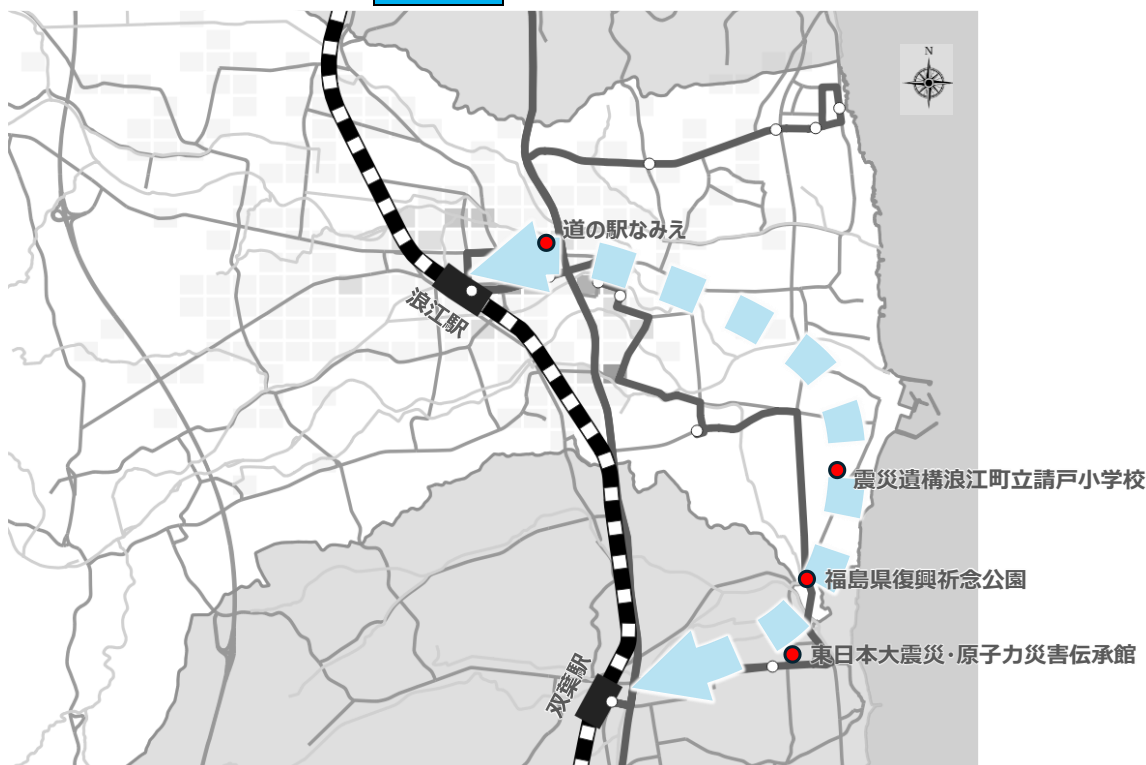 N
道の駅なみえ
浪江駅
震災遺構浪江町立請戸小学校
福島県復興祈念公園
東日本大震災･原子力災害伝承館
双葉駅